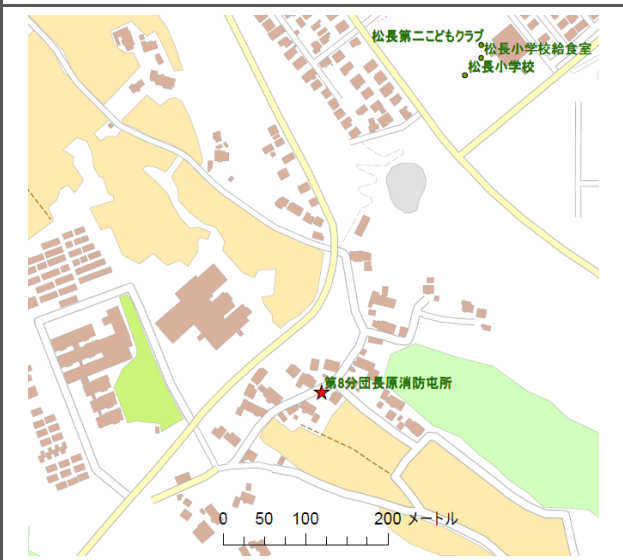 松長第二こどもクラブ
松長小学校給食室
松長小学校
第8分団長原消防屯所
0 50 100 200 メートル